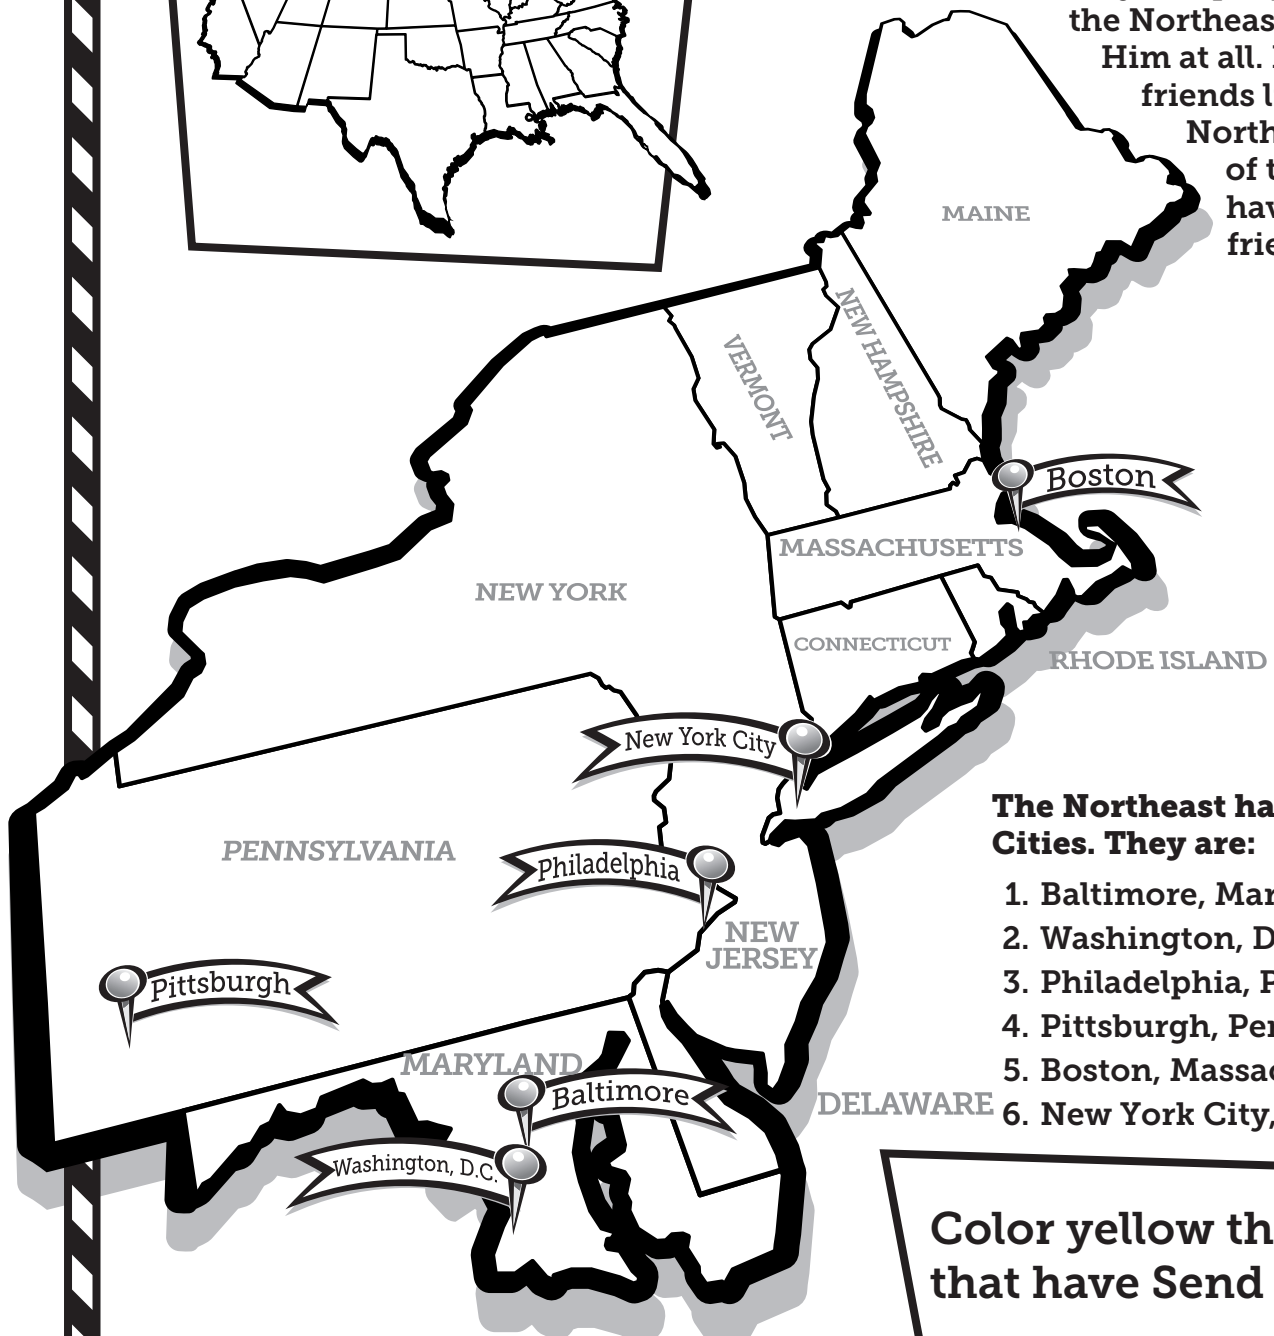 the Northeas
Him at all.
friends l
North
of t
hav
frie
MAINE
NEW HAMPSHIRE
VERMONT
Boston
MASSACHUSETTS
NEW YORK
CONNECTICUT
RHODE ISLAND
New York City
The Northeast ha
Cities. They are:
PENNSYLVANIA
Philadelphia
1. Baltimore, Mar
NEW
JERSEY
2. Washington, D
3. Philadelphia, P
Pittsburgh
4. Pittsburgh, Per
MARYLAND
5. Boston, Massac
Baltimore
DELAWARE
6. New York City,
Washington, D.C.
Color yellow th
that have Send